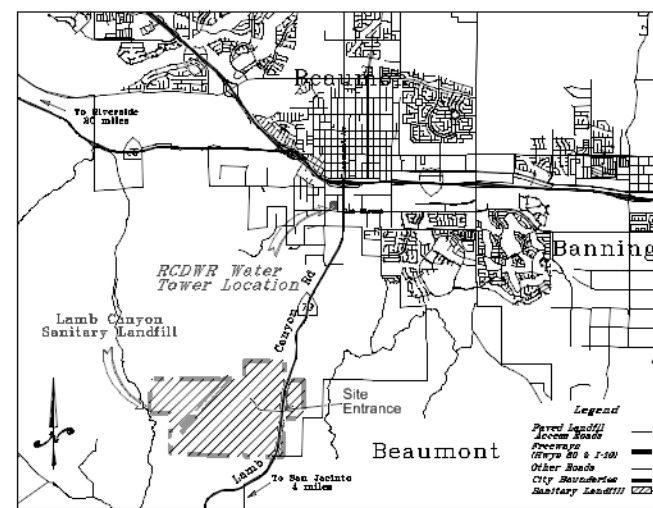 Beaumont
To Riverside
20 miles
Banning
RCDWR Water
Tower Location
Canyon Rd
79
Lamb Canyon
Sanitary Landfill
Site
Entrance
Beaumont
Lamb
To San Jacinto
4 miles
Legend
Paved Landfill
Access Roads
Freeways
(Hwys 60 & I-10)
Other Roads
City Boundaries
Sanitary Landfill